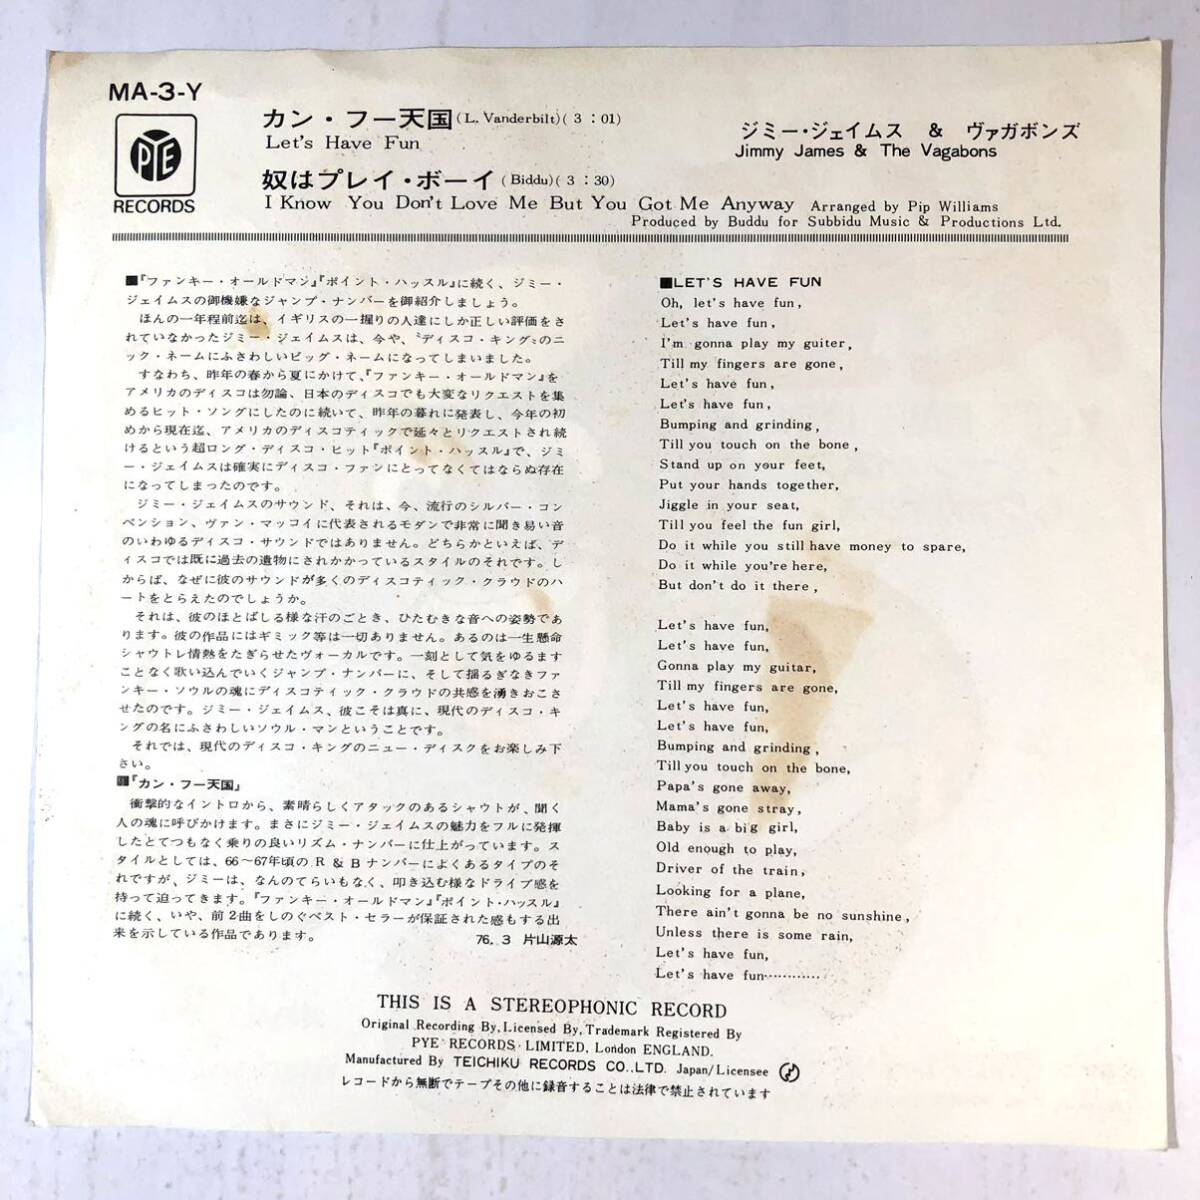 MA-3-Y
PYE
RECORDS
カン・フー天国(L. Vanderbilt)(3:01)
Let's Have Fun
奴はプレイ・ボーイ(Biddu)(3:30)
I Know You Don't Love Me But You Got Me Anyway
ジミー・ジェイムス & ヴァガボンズ
Jimmy James & The Vagabons
Arranged by Pip Williams
Produced by Buddu for Subbidu Music & Productions Ltd.
■『ファンキー・オールドマン』『ポイント・ハッスル』に続く、ジミー・
ジェイムスの御機嫌なジャンプ・ナンバーを御紹介しましょう。
ほんの一年程前迄は、イギリスの一握りの人達にしか正しい評価をさ
れていなかったジミー・ジェイムスは、今や、〝ディスコ・キング〟のニ
ック・ネームにふさわしいビッグ・ネームになってしまいました。
すなわち、昨年の春から夏にかけて、『ファンキー・オールドマン』を
アメリカのディスコは勿論、日本のディスコでも大変なリクエストを集
めるヒット・ソングにしたのに続いて、昨年の暮れに発表し、今年の初
めから現在迄、アメリカのディスコティックで延々とリクエストされ続
けるという超ロング・ディスコ・ヒット『ポイント・ハッスル』で、ジミ
ー・ジェイムスは確実にディスコ・ファンにとってなくてはならぬ存在
になってしまったのです。
ジミー・ジェイムスのサウンド、それは、今、流行のシルバー・コン
ベンション、ヴァン・マッコイに代表されるモダンで非常に聞き易い音
のいわゆるディスコ・サウンドではありません。どちらかといえば、デ
ィスコでは既に過去の遺物にされかかっているスタイルのそれです。し
からば、なぜに彼のサウンドが多くのディスコティック・クラウドのハ
ートをとらえたのでしょうか。
それは、彼のほとばしる様な汗のごとき、ひたむきな音への姿勢であ
ります。彼の作品にはギミック等は一切ありません。あるのは一生懸命
シャウトレ情熱をたぎらせたヴォーカルです。一刻として気をゆるます
ことなく歌い込んでいくジャンプ・ナンバーに、そして揺るぎなきファ
ンキー・ソウルの魂にディスコティック・クラウドの共感を湧きおこさ
せたのです。ジミー・ジェイムス、彼こそは真に、現代のディスコ・キ
ングの名にふさわしいソウル・マンということです。
それでは、現代のディスコ・キングのニュー・ディスクをお楽しみ下
さい。
■『カン・フー天国』
衝撃的なイントロから、素晴らしくアタックのあるシャウトが、聞く
人の魂に呼びかけます。まさにジミー・ジェイムスの魅力をフルに発揮
したとてつもなく乗りの良いリズム・ナンバーに仕上がっています。ス
タイルとしては、66〜67年頃のR&Bナンバーによくあるタイプのそ
れですが、ジミーは、なんのてらいもなく、叩き込む様なドライブ感を
持って迫ってきます。『ファンキー・オールドマン』『ポイント・ハッスル』
に続く、いや、前2曲をしのぐベスト・セラーが保証された感もする出
来を示している作品であります。
76. 3 片山源太
■LET'S HAVE FUN
Oh, let's have fun,
Let's have fun,
I'm gonna play my guiter,
Till my fingers are gone,
Let's have fun,
Let's have fun,
Bumping and grinding,
Till you touch on the bone,
Stand up on your feet,
Put your hands together,
Jiggle in your seat,
Till you feel the fun girl,
Do it while you still have money to spare,
Do it while you're here,
But don't do it there,
Let's have fun,
Let's have fun,
Gonna play my guitar,
Till my fingers are gone,
Let's have fun,
Let's have fun,
Bumping and grinding,
Till you touch on the bone,
Papa's gone away,
Mama's gone stray,
Baby is a big girl,
Old enough to play,
Driver of the train,
Looking for a plane,
There ain't gonna be no sunshine,
Unless there is some rain,
Let's have fun,
Let's have fun…………
THIS IS A STEREOPHONIC RECORD
Original Recording By, Licensed By, Trademark Registered By
PYE RECORDS LIMITED, London ENGLAND.
Manufactured By TEICHIKU RECORDS CO., LTD. Japan/Licensee
レコードから無断でテープその他に録音することは法律で禁止されています